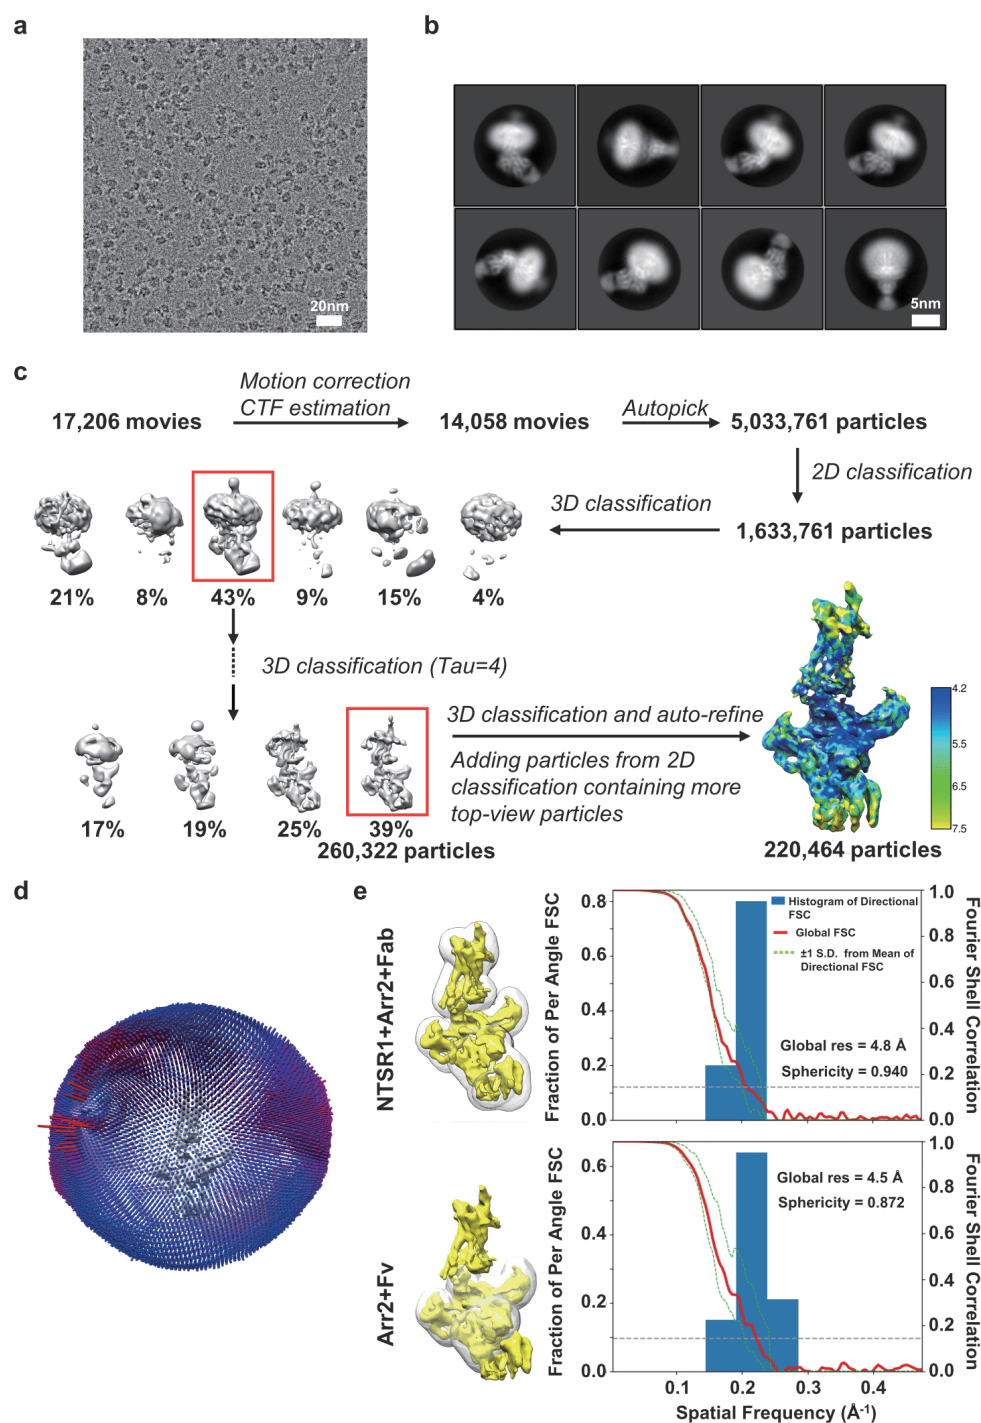 a
b
20nm
5nm
c
Motion correction
CTF estimation
17,206 movies
14,058 movies
Autopick
5,033,761 particles
2D classification
3D classification
1,633,761 particles
21%
8%
43%
9%
15%
4%
3D classification (Tau=4)
3D classification and auto-refine
Adding particles from 2D
classification containing more
top-view particles
17%
19%
25%
39%
260,322 particles
4.2
5.5
6.5
7.5
220,464 particles
d
e
NTSR1+Arr2+Fab
Fraction of Per Angle FSC
0.8
0.6
0.4
0.2
0.0
Histogram of Directional
FSC
Global FSC
±1 S.D. from Mean of
Directional FSC
Global res = 4.8 Å
Sphericity = 0.940
1.0
0.8
0.6
0.4
0.2
0.0
Fourier Shell Correlation
Arr2+Fv
Fraction of Per Angle FSC
0.6
0.4
0.2
0.0
Global res = 4.5 Å
Sphericity = 0.872
1.0
0.8
0.6
0.4
0.2
0.0
Fourier Shell Correlation
0.1
0.2
0.3
0.4
Spatial Frequency (Å⁻¹)